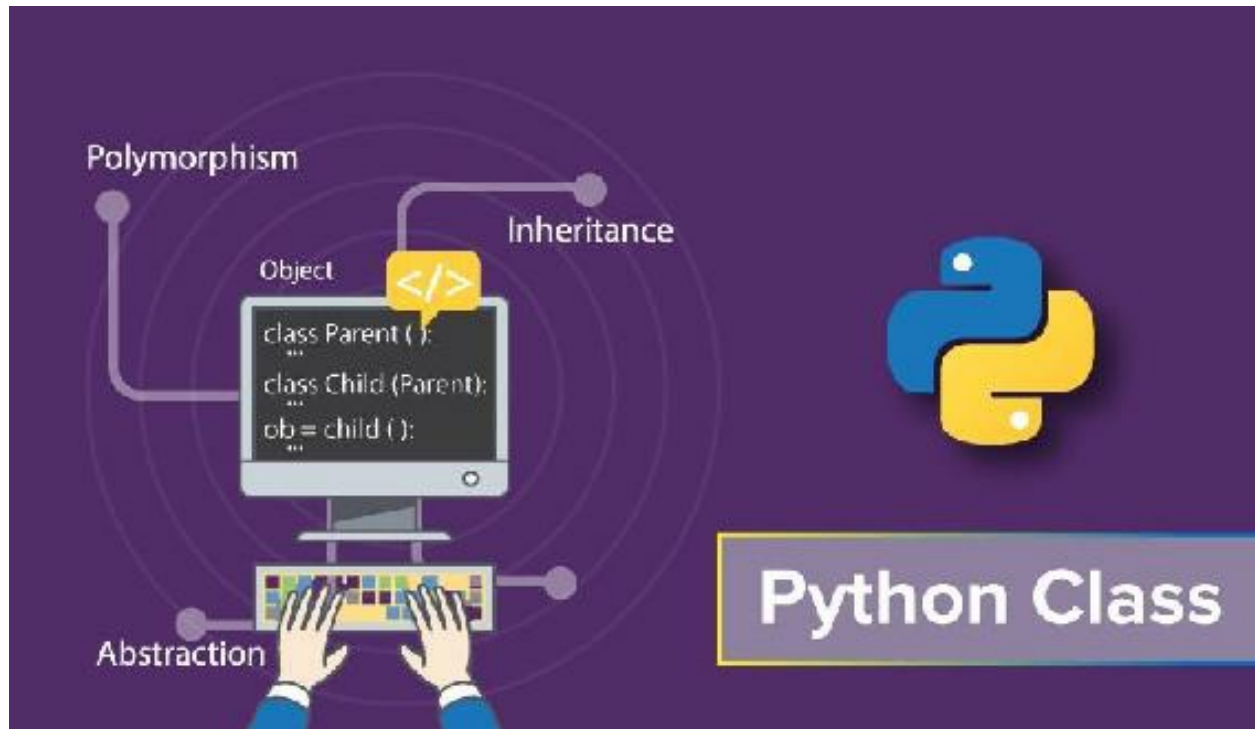 Polymorphism
Inheritance
Object
</>
class Parent ( ):
...
class Child (Parent):
...
ob = child ( ):
...
Abstraction
Python Class